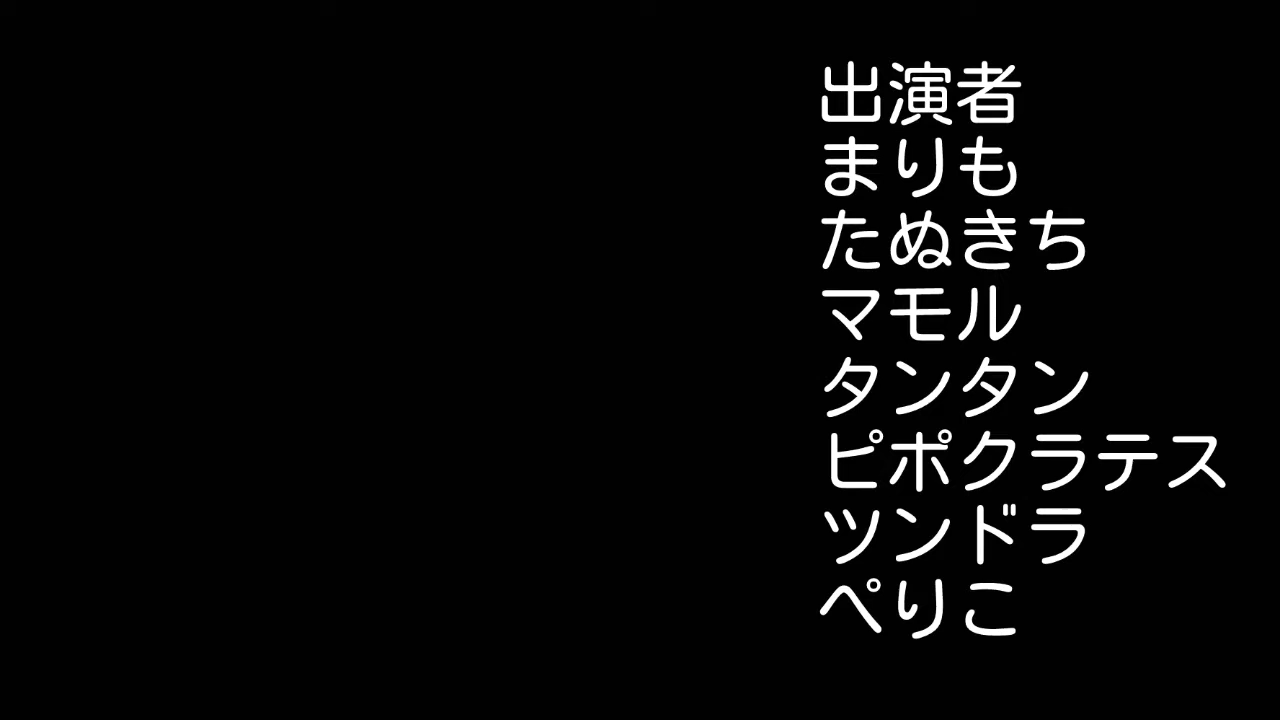 出演者
まりも
たぬきち
マモル
タンタン
ピポクラテス
ツンドラ
ぺりこ